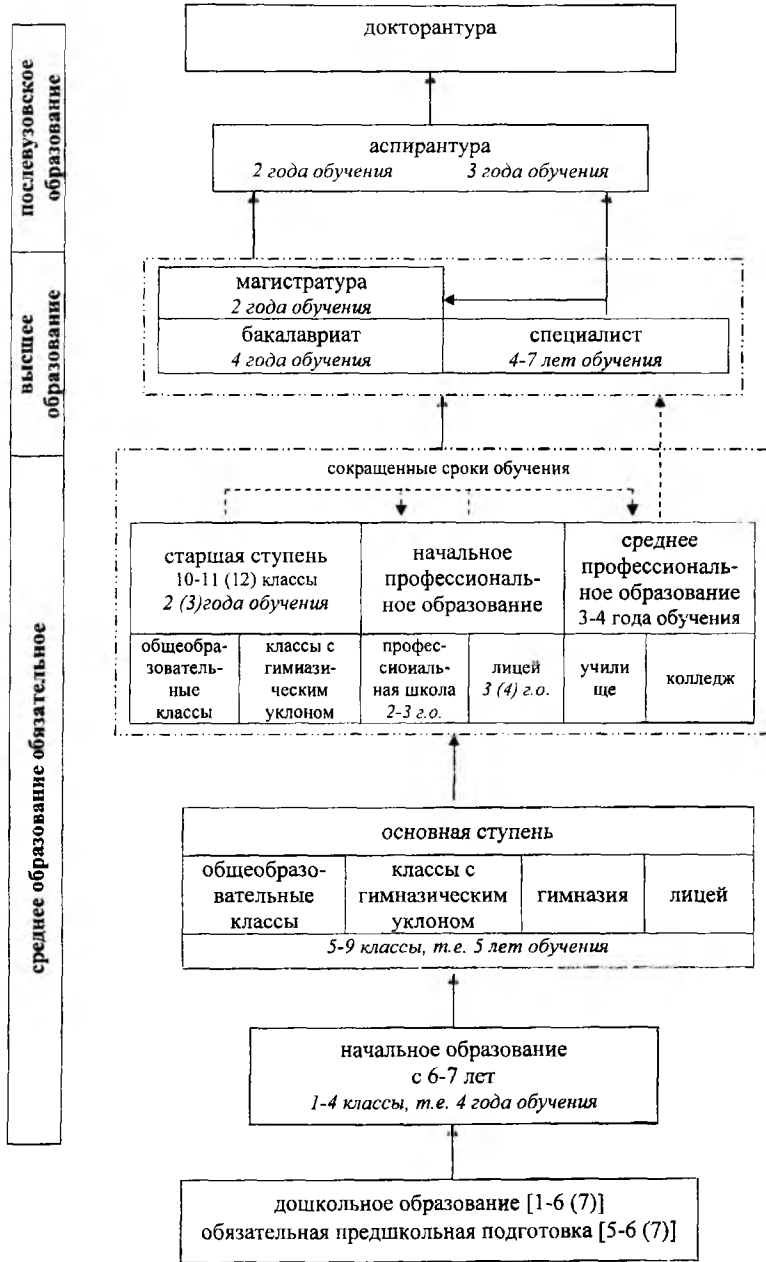 докторантура
аспирантура
2 года обучения 3 года обучения
послевузовское
образование
магистратура
2 года обучения
бакалавриат
4 года обучения
специалист
4-7 лет обучения
высшее
образование
сокращенные сроки обучения
старшая ступень
10-11 (12) классы
2 (3)года обучения
начальное
профессиональ-
ное образование
среднее
профессиональ-
ное образование
3-4 года обучения
общеобра-
зователь-
ные
классы
классы с
гимнази-
ческим
уклоном
профес-
сиональ-
ная школа
2-3 г.о.
лицей
3 (4) г.о.
учили
ще
колледж
среднее образование обязательное
основная ступень
общеобразо-
вательные
классы
классы с
гимназическим
уклоном
гимназия
лицей
5-9 классы, т.е. 5 лет обучения
начальное образование
с 6-7 лет
1-4 классы, т.е. 4 года обучения
дошкольное образование [1-6 (7)]
обязательная предшкольная подготовка [5-6 (7)]